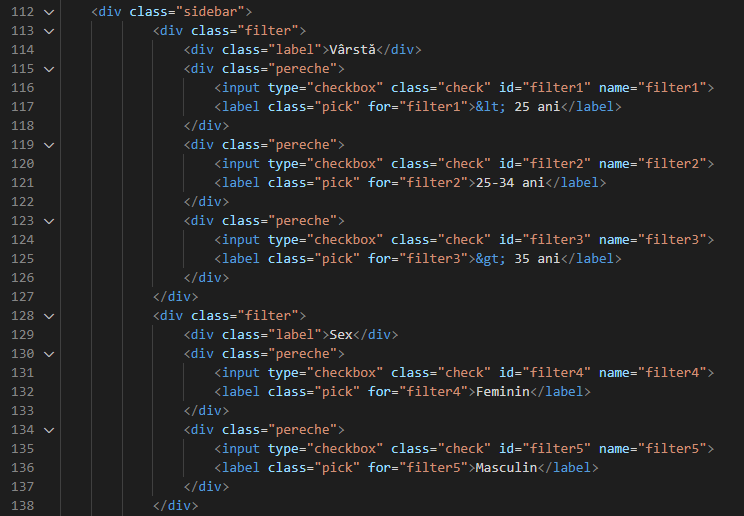 112 <div class="sidebar">
113 <div class="filter">
114 <div class="label">Vârstă</div>
115 <div class="pereche">
116 <input type="checkbox" class="check" id="filter1" name="filter1">
117 <label class="pick" for="filter1">&lt; 25 ani</label>
118 </div>
119 <div class="pereche">
120 <input type="checkbox" class="check" id="filter2" name="filter2">
121 <label class="pick" for="filter2">25-34 ani</label>
122 </div>
123 <div class="pereche">
124 <input type="checkbox" class="check" id="filter3" name="filter3">
125 <label class="pick" for="filter3">&gt; 35 ani</label>
126 </div>
127 </div>
128 <div class="filter">
129 <div class="label">Sex</div>
130 <div class="pereche">
131 <input type="checkbox" class="check" id="filter4" name="filter4">
132 <label class="pick" for="filter4">Feminin</label>
133 </div>
134 <div class="pereche">
135 <input type="checkbox" class="check" id="filter5" name="filter5">
136 <label class="pick" for="filter5">Masculin</label>
137 </div>
138 </div>